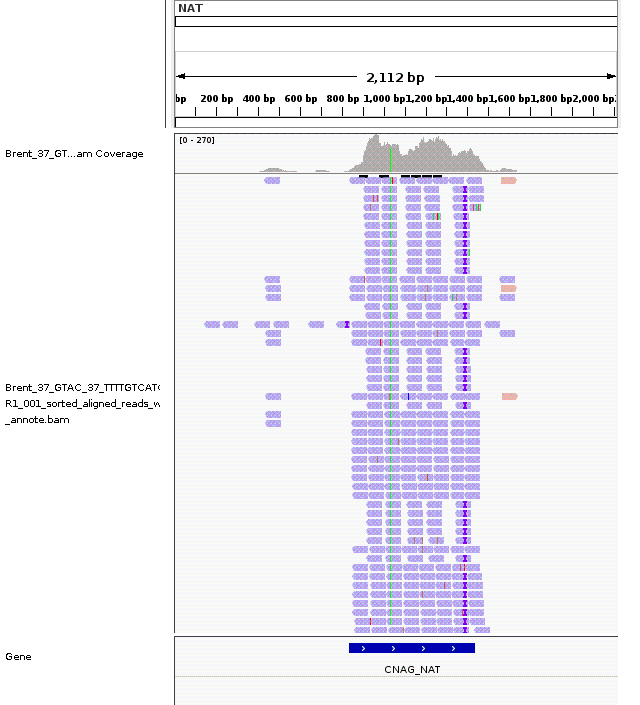 NAT
2,112 bp
bp 200 bp 400 bp 600 bp 800 bp 1,000 bp 1,200 bp 1,400 bp 1,600 bp 1,800 bp 2,000 bp 2
[0 - 270]
Brent_37_GT...am Coverage
Brent_37_GTAC_37_TTTTGTCATC
R1_001_sorted_aligned_reads_w
_annote.bam
Gene
CNAG_NAT